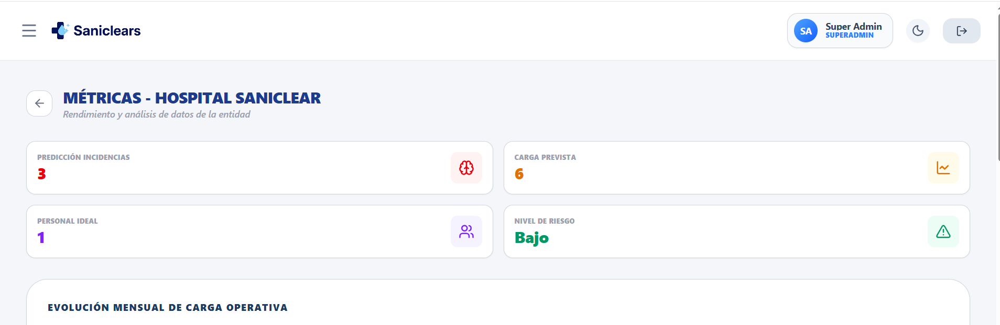 Saniclears
SA
Super Admin
SUPERADMIN
MÉTRICAS - HOSPITAL SANICLEAR
Rendimiento y análisis de datos de la entidad
PREDICCIÓN INCIDENCIAS
3
CARGA PREVISTA
6
PERSONAL IDEAL
1
NIVEL DE RIESGO
Bajo
EVOLUCIÓN MENSUAL DE CARGA OPERATIVA